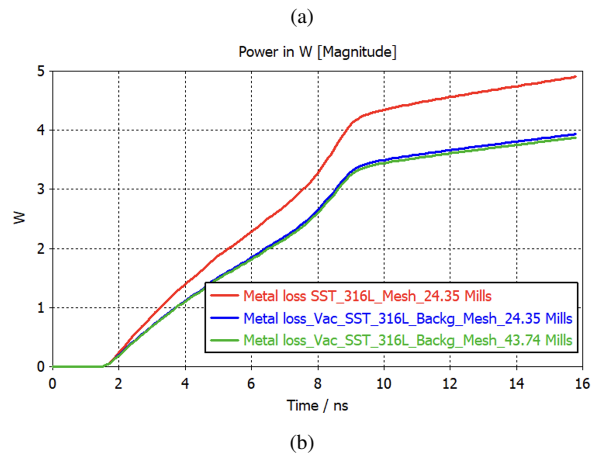 (a)
Power in W [Magnitude]
5
4
3
2
1
0
W
0 2 4 6 8 10 12 14 16
Time / ns
Metal loss SST_316L_Mesh_24.35 Mills
Metal loss_Vac_SST_316L_Backg_Mesh_24.35 Mills
Metal loss_Vac_SST_316L_Backg_Mesh_43.74 Mills
(b)